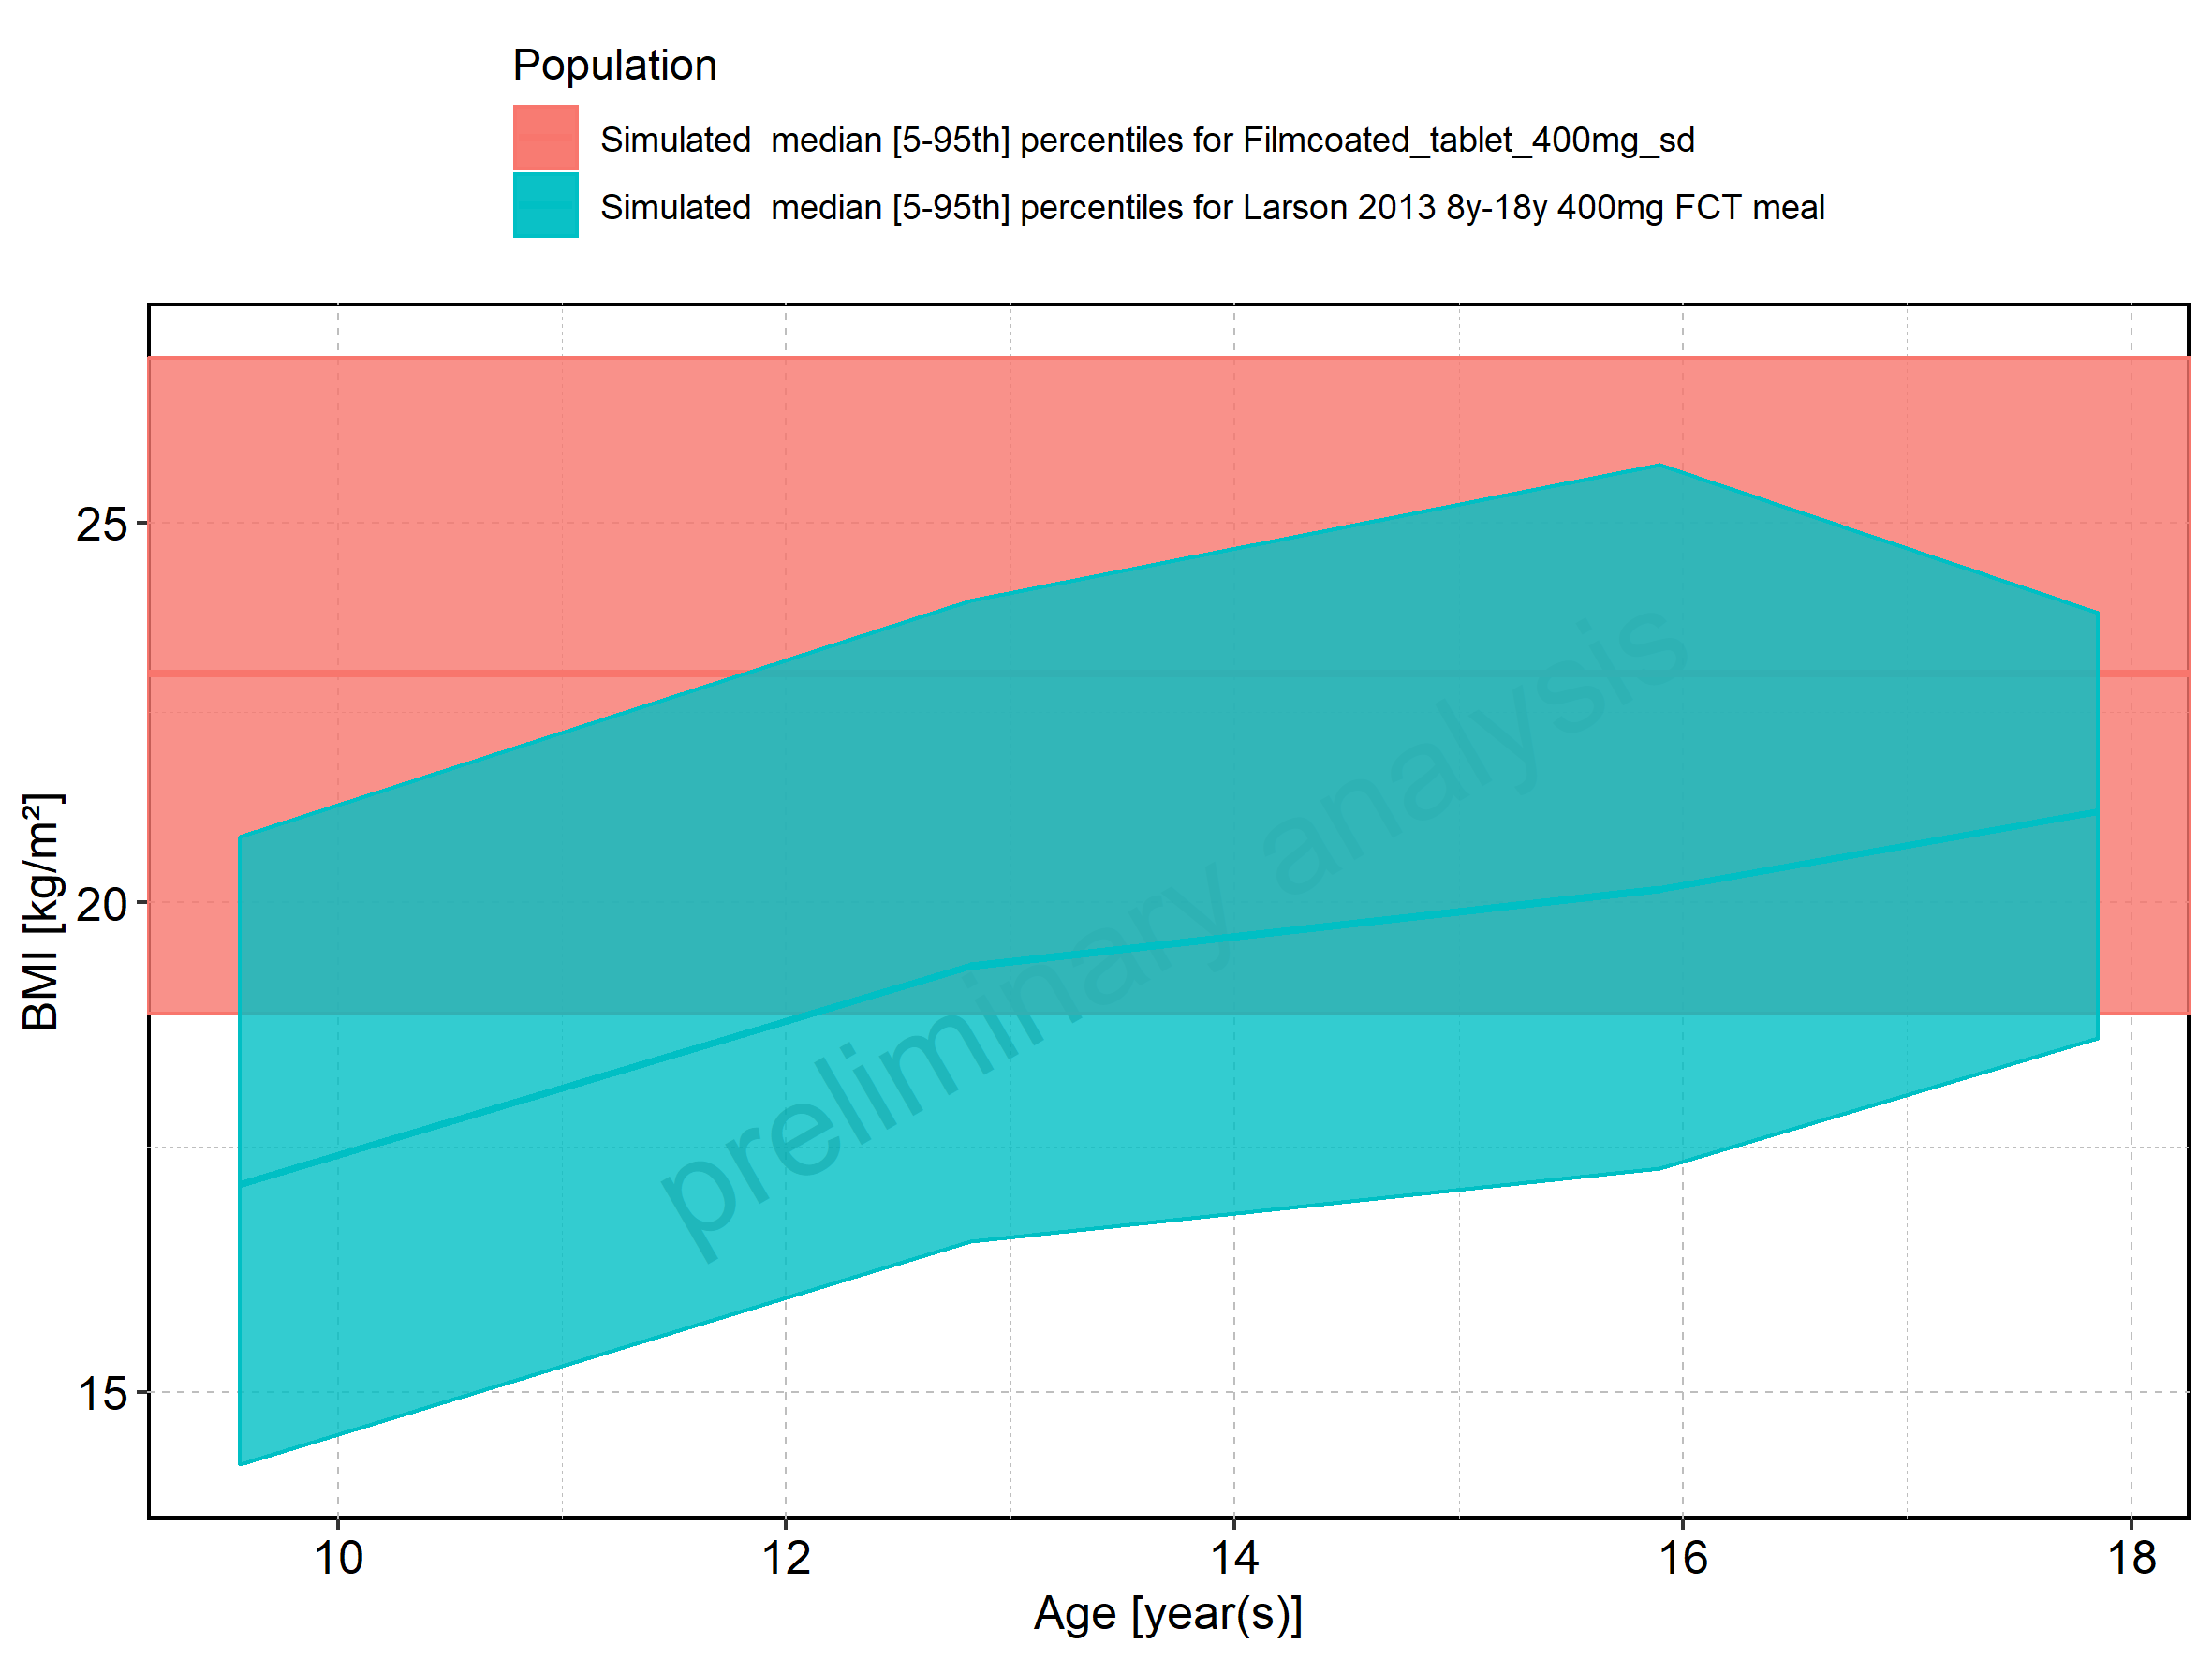 Population
Simulated  median [5-95th] percentiles for Filmcoated_tablet_400mg_sd
Simulated  median [5-95th] percentiles for Larson 2013 8y-18y 400mg FCT meal
25
20
15
BMI [kg/m²]
preliminary analysis
10
12
14
16
18
Age [year(s)]